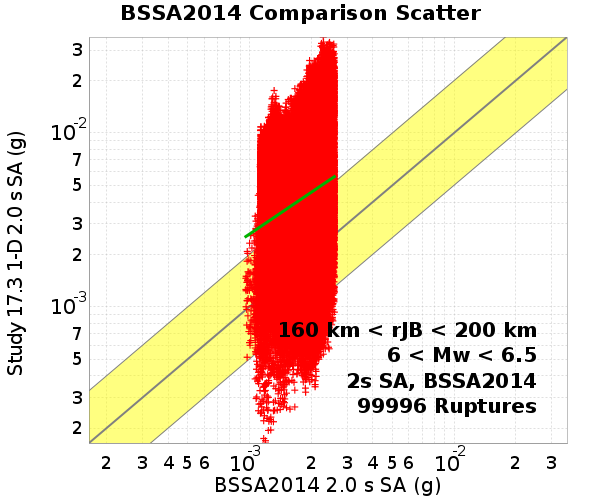 BSSA2014 Comparison Scatter
Study 17.3 1-D 2.0 s SA (g)
3
2
10-2
7
5
3
2
10-3
7
5
3
2
160 km < rJB < 200 km
6 < Mw < 6.5
2s SA, BSSA2014
99996 Ruptures
2 3 4 5 6 10-3 2 3 4 5 6 10-2 2 3
BSSA2014 2.0 s SA (g)